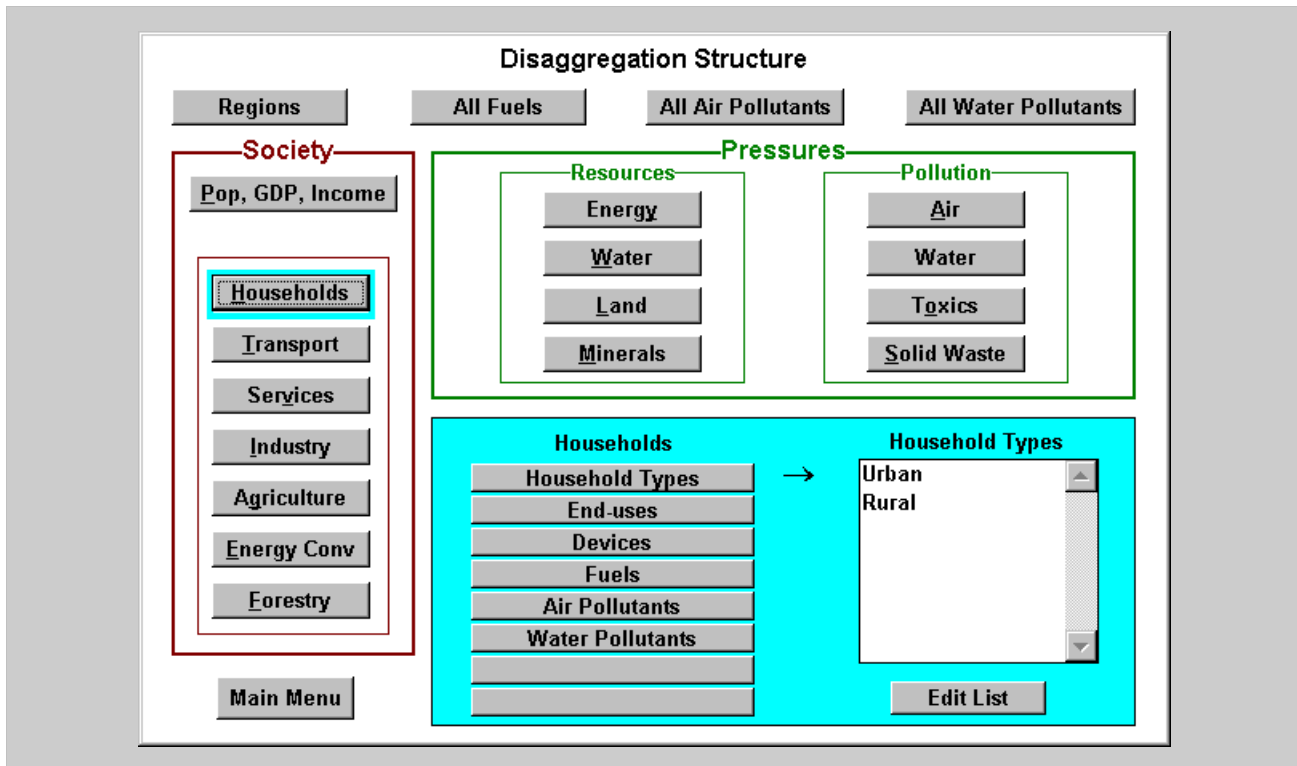 Disaggregation Structure
Regions
All Fuels
All Air Pollutants
All Water Pollutants
Society
Pop, GDP, Income
Households
Transport
Services
Industry
Agriculture
Energy Conv
Forestry
Main Menu
Pressures
Resources
Energy
Water
Land
Minerals
Pollution
Air
Water
Toxics
Solid Waste
Households
Household Types
End-uses
Devices
Fuels
Air Pollutants
Water Pollutants
→
Household Types
Urban
Rural
Edit List